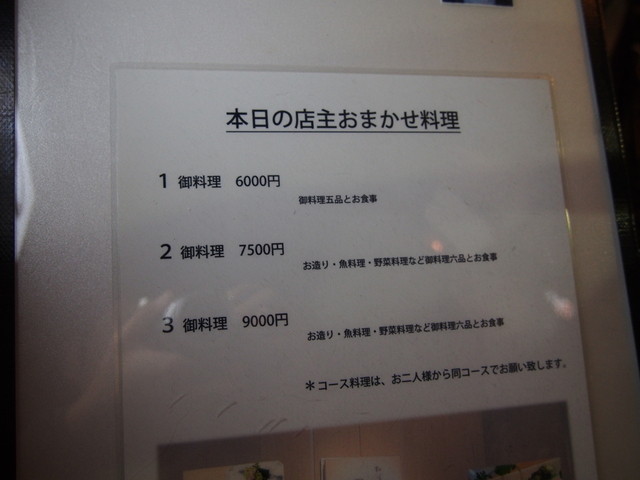 本日の店主おまかせ料理
1 御料理 6000円
御料理五品とお食事
2 御料理 7500円
お造り・魚料理・野菜料理など御料理六品とお食事
3 御料理 9000円
お造り・魚料理・野菜料理など御料理六品とお食事
＊コース料理は、お二人様から同コースでお願い致します。